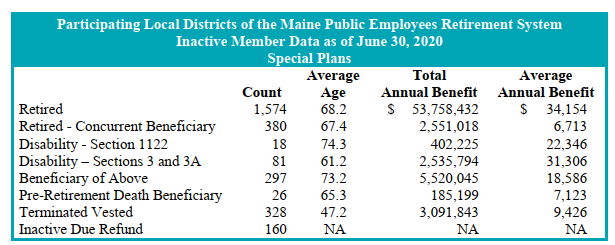 Participating Local Districts of the Maine Public Employees Retirement System
Inactive Member Data as of June 30, 2020
Special Plans
Average Total Average
Count Age Annual Benefit Annual Benefit
Retired 1,574 68.2 $ 53,758,432 $ 34,154
Retired - Concurrent Beneficiary 380 67.4 2,551,018 6,713
Disability - Section 1122 18 74.3 402,225 22,346
Disability – Sections 3 and 3A 81 61.2 2,535,794 31,306
Beneficiary of Above 297 73.2 5,520,045 18,586
Pre-Retirement Death Beneficiary 26 65.3 185,199 7,123
Terminated Vested 328 47.2 3,091,843 9,426
Inactive Due Refund 160 NA NA NA